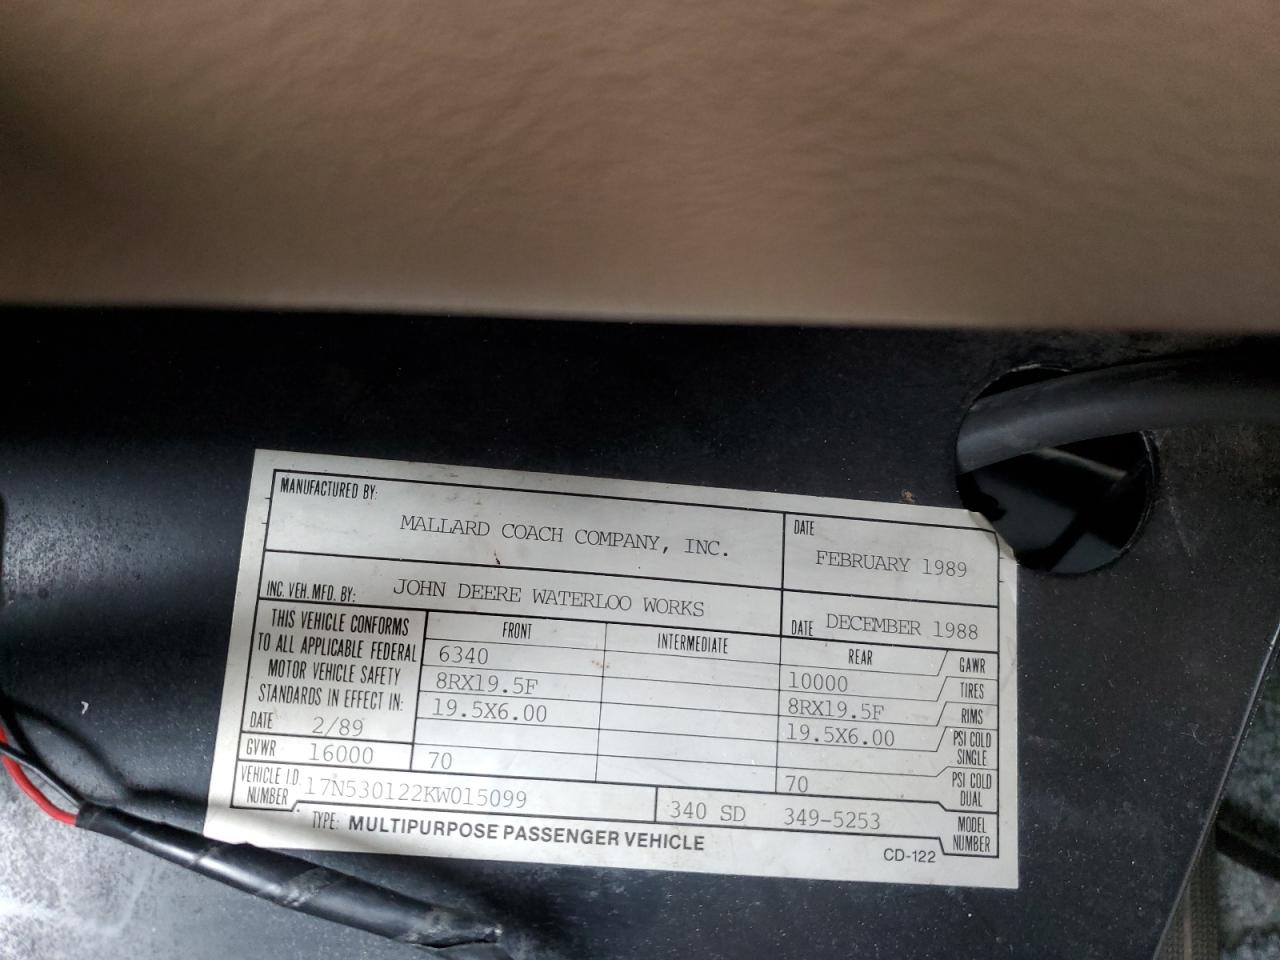 MANUFACTURED BY:
MALLARD COACH COMPANY, INC.
DATE
FEBRUARY 1989
INC. VEH. MFD. BY: JOHN DEERE WATERLOO WORKS
DATE DECEMBER 1988
THIS VEHICLE CONFORMS
TO ALL APPLICABLE FEDERAL
MOTOR VEHICLE SAFETY
STANDARDS IN EFFECT IN:
DATE 2/89
FRONT INTERMEDIATE REAR
6340 10000 GAWR
8RX19.5F 8RX19.5F TIRES
19.5X6.00 19.5X6.00 RIMS
PSI COLD
SINGLE
GVWR 16000
70 70 PSI COLD
DUAL
VEHICLE I.D.
NUMBER 17N530122KW015099
340 SD 349-5253 MODEL
NUMBER
TYPE: MULTIPURPOSE PASSENGER VEHICLE
CD-122